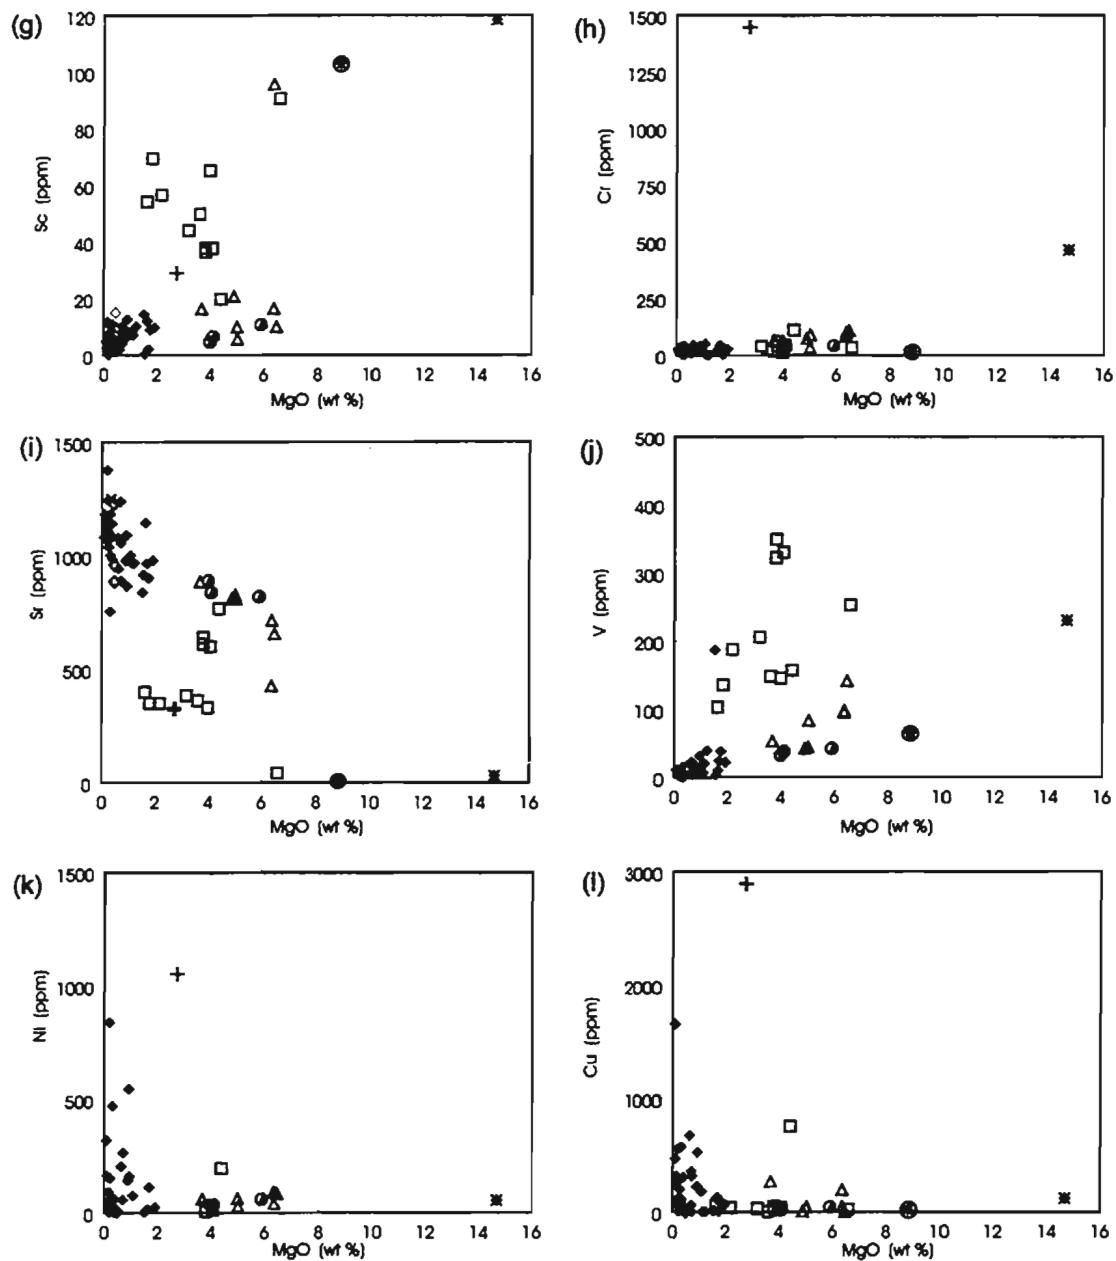 (g)
120
100
80
60
40
20
0
Sc (ppm)
0 2 4 6 8 10 12 14 16
MgO (wt %)
(h)
1500
1000
500
250
0
Cr (ppm)
0 2 4 6 8 10 12 14 16
MgO (wt %)
(i)
1500
1000
500
0
Sr (ppm)
0 2 4 6 8 10 12 14 16
MgO (wt %)
(j)
500
400
300
200
100
0
V (ppm)
0 2 4 6 8 10 12 14 16
MgO (wt %)
(k)
1500
1000
500
0
Ni (ppm)
0 2 4 6 8 10 12 14 16
MgO (wt %)
(l)
3000
2000
1000
0
Cu (ppm)
0 2 4 6 8 10 12 14 16
MgO (wt %)